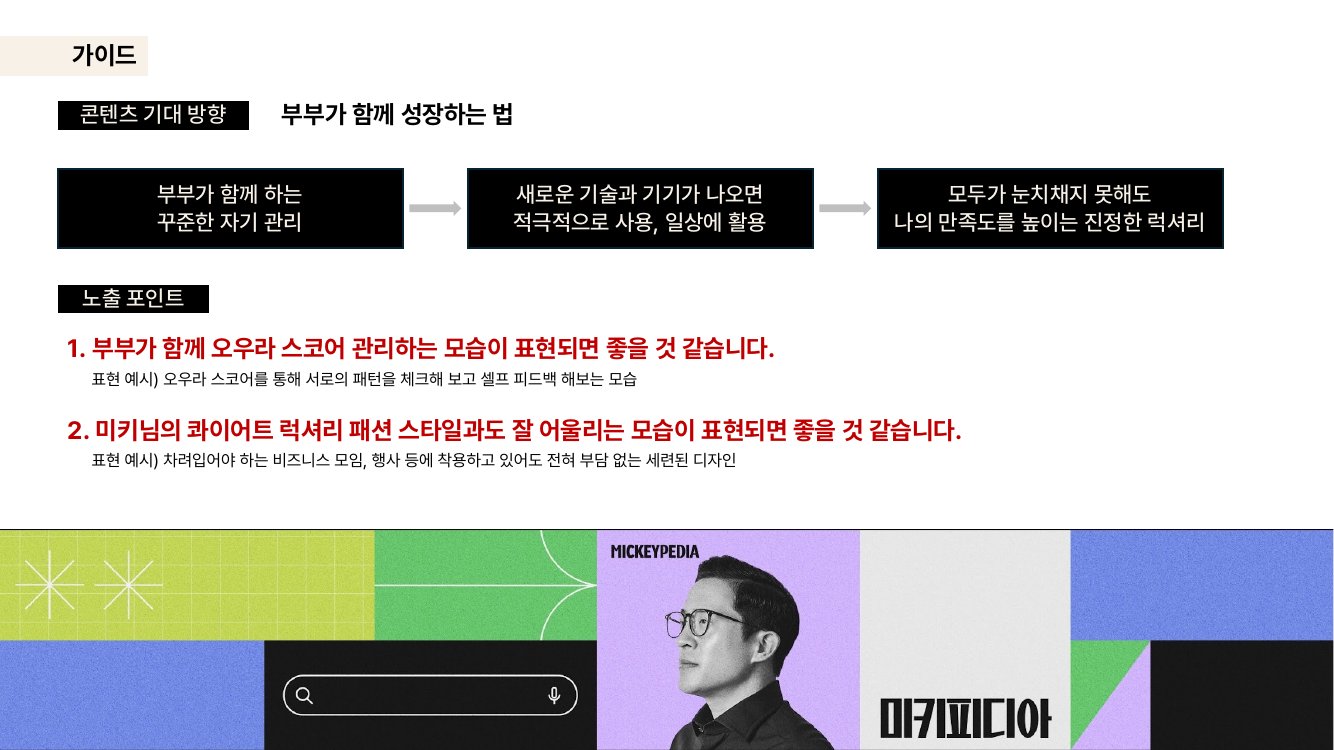 가이드
콘텐츠 기대 방향
부부가 함께 성장하는 법
부부가 함께 하는
꾸준한 자기 관리
새로운 기술과 기기가 나오면
적극적으로 사용, 일상에 활용
모두가 눈치채지 못해도
나의 만족도를 높이는 진정한 럭셔리
노출 포인트
1. 부부가 함께 오우라 스코어 관리하는 모습이 표현되면 좋을 것 같습니다.
표현 예시) 오우라 스코어를 통해 서로의 패턴을 체크해 보고 셀프 피드백 해보는 모습
2. 미키님의 콰이어트 럭셔리 패션 스타일과도 잘 어울리는 모습이 표현되면 좋을 것 같습니다.
표현 예시) 차려입어야 하는 비즈니스 모임, 행사 등에 착용하고 있어도 전혀 부담 없는 세련된 디자인
MICKEYPEDIA
미키피디아